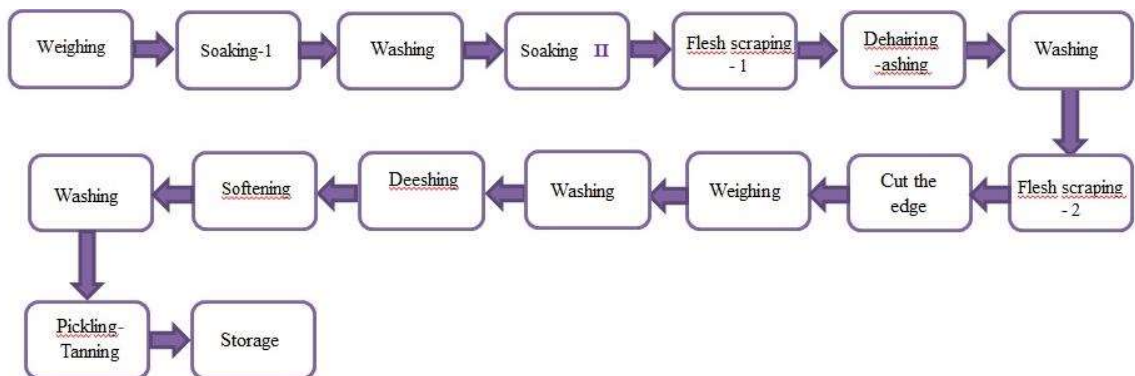 Weighing
Soaking-1
Washing
Soaking II
Flesh scraping
- 1
Dehairing
-ashing
Washing
Flesh scraping
- 2
Cut the
edge
Weighing
Washing
Deeshing
Softening
Washing
Pickling-
Tanning
Storage